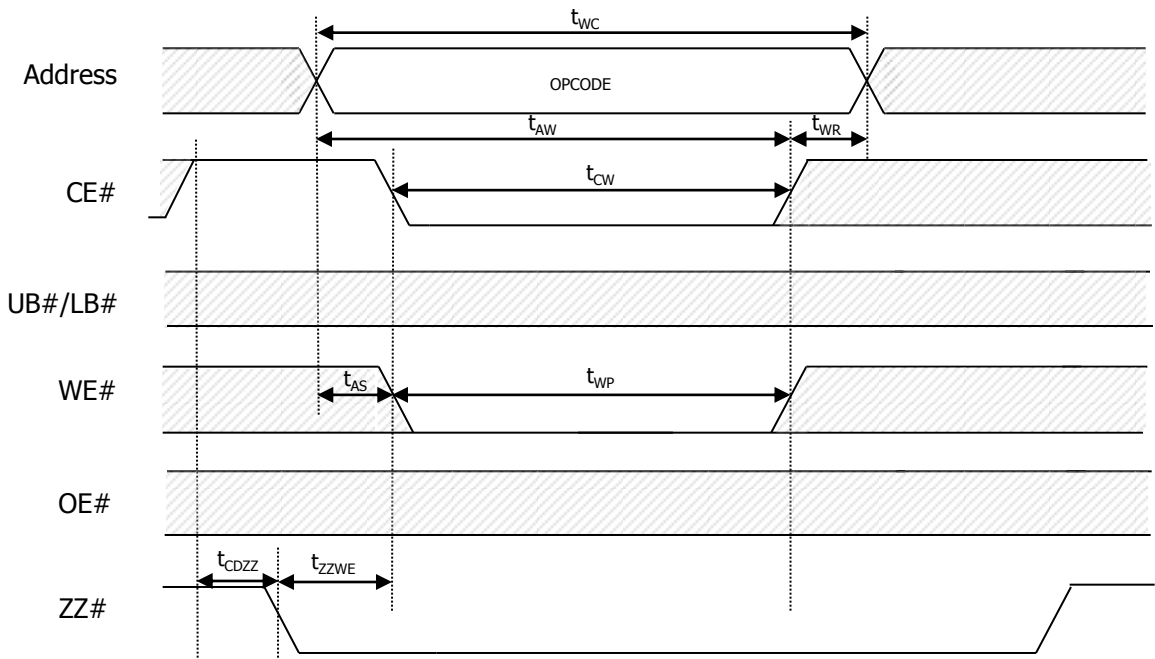 tWC
Address
OPCODE
tAW
tWR
CE#
tCW
UB#/LB#
WE#
tAS
tWP
OE#
tCDZZ
tZZWE
ZZ#